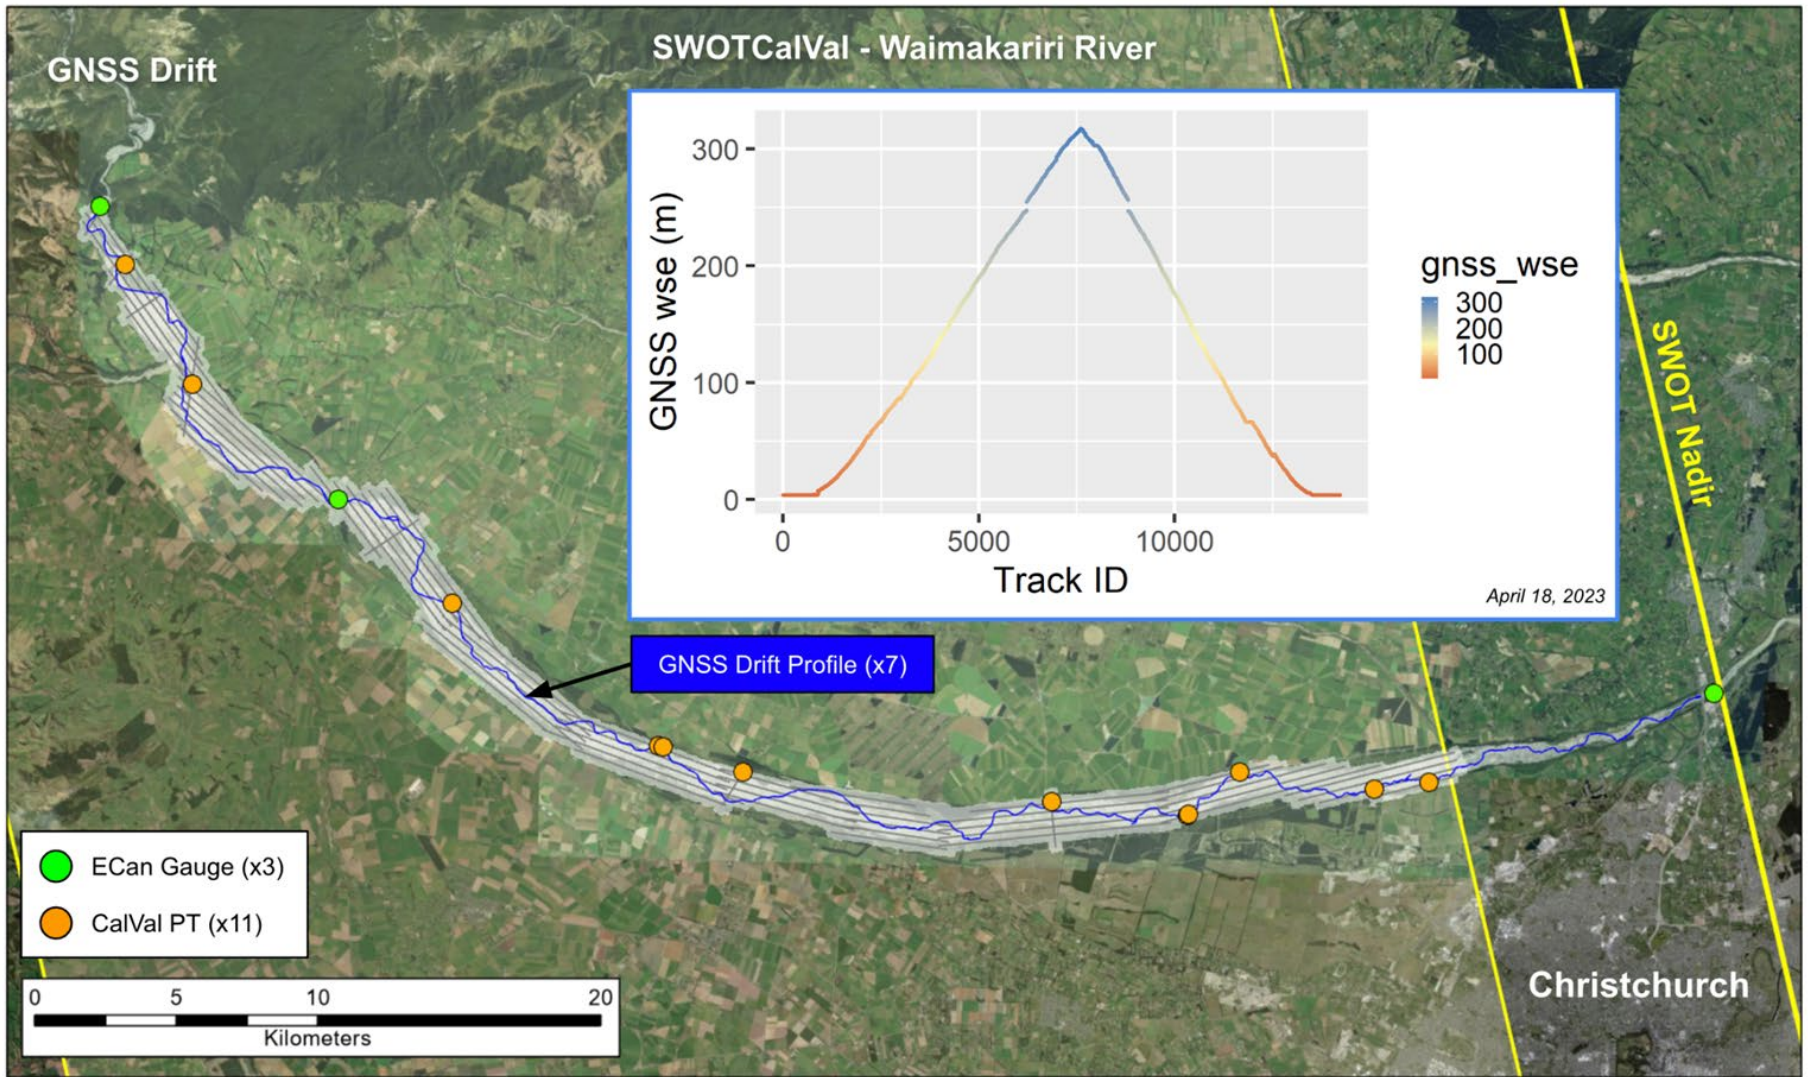 SWOTCalVal - Waimakariri River
GNSS Drift
300
200
100
0
GNSS wse (m)
0 5000 10000
Track ID
gnss_wse
300
200
100
April 18, 2023
SWOT Nadir
GNSS Drift Profile (x7)
ECan Gauge (x3)
CalVal PT (x11)
0 5 10 20
Kilometers
Christchurch